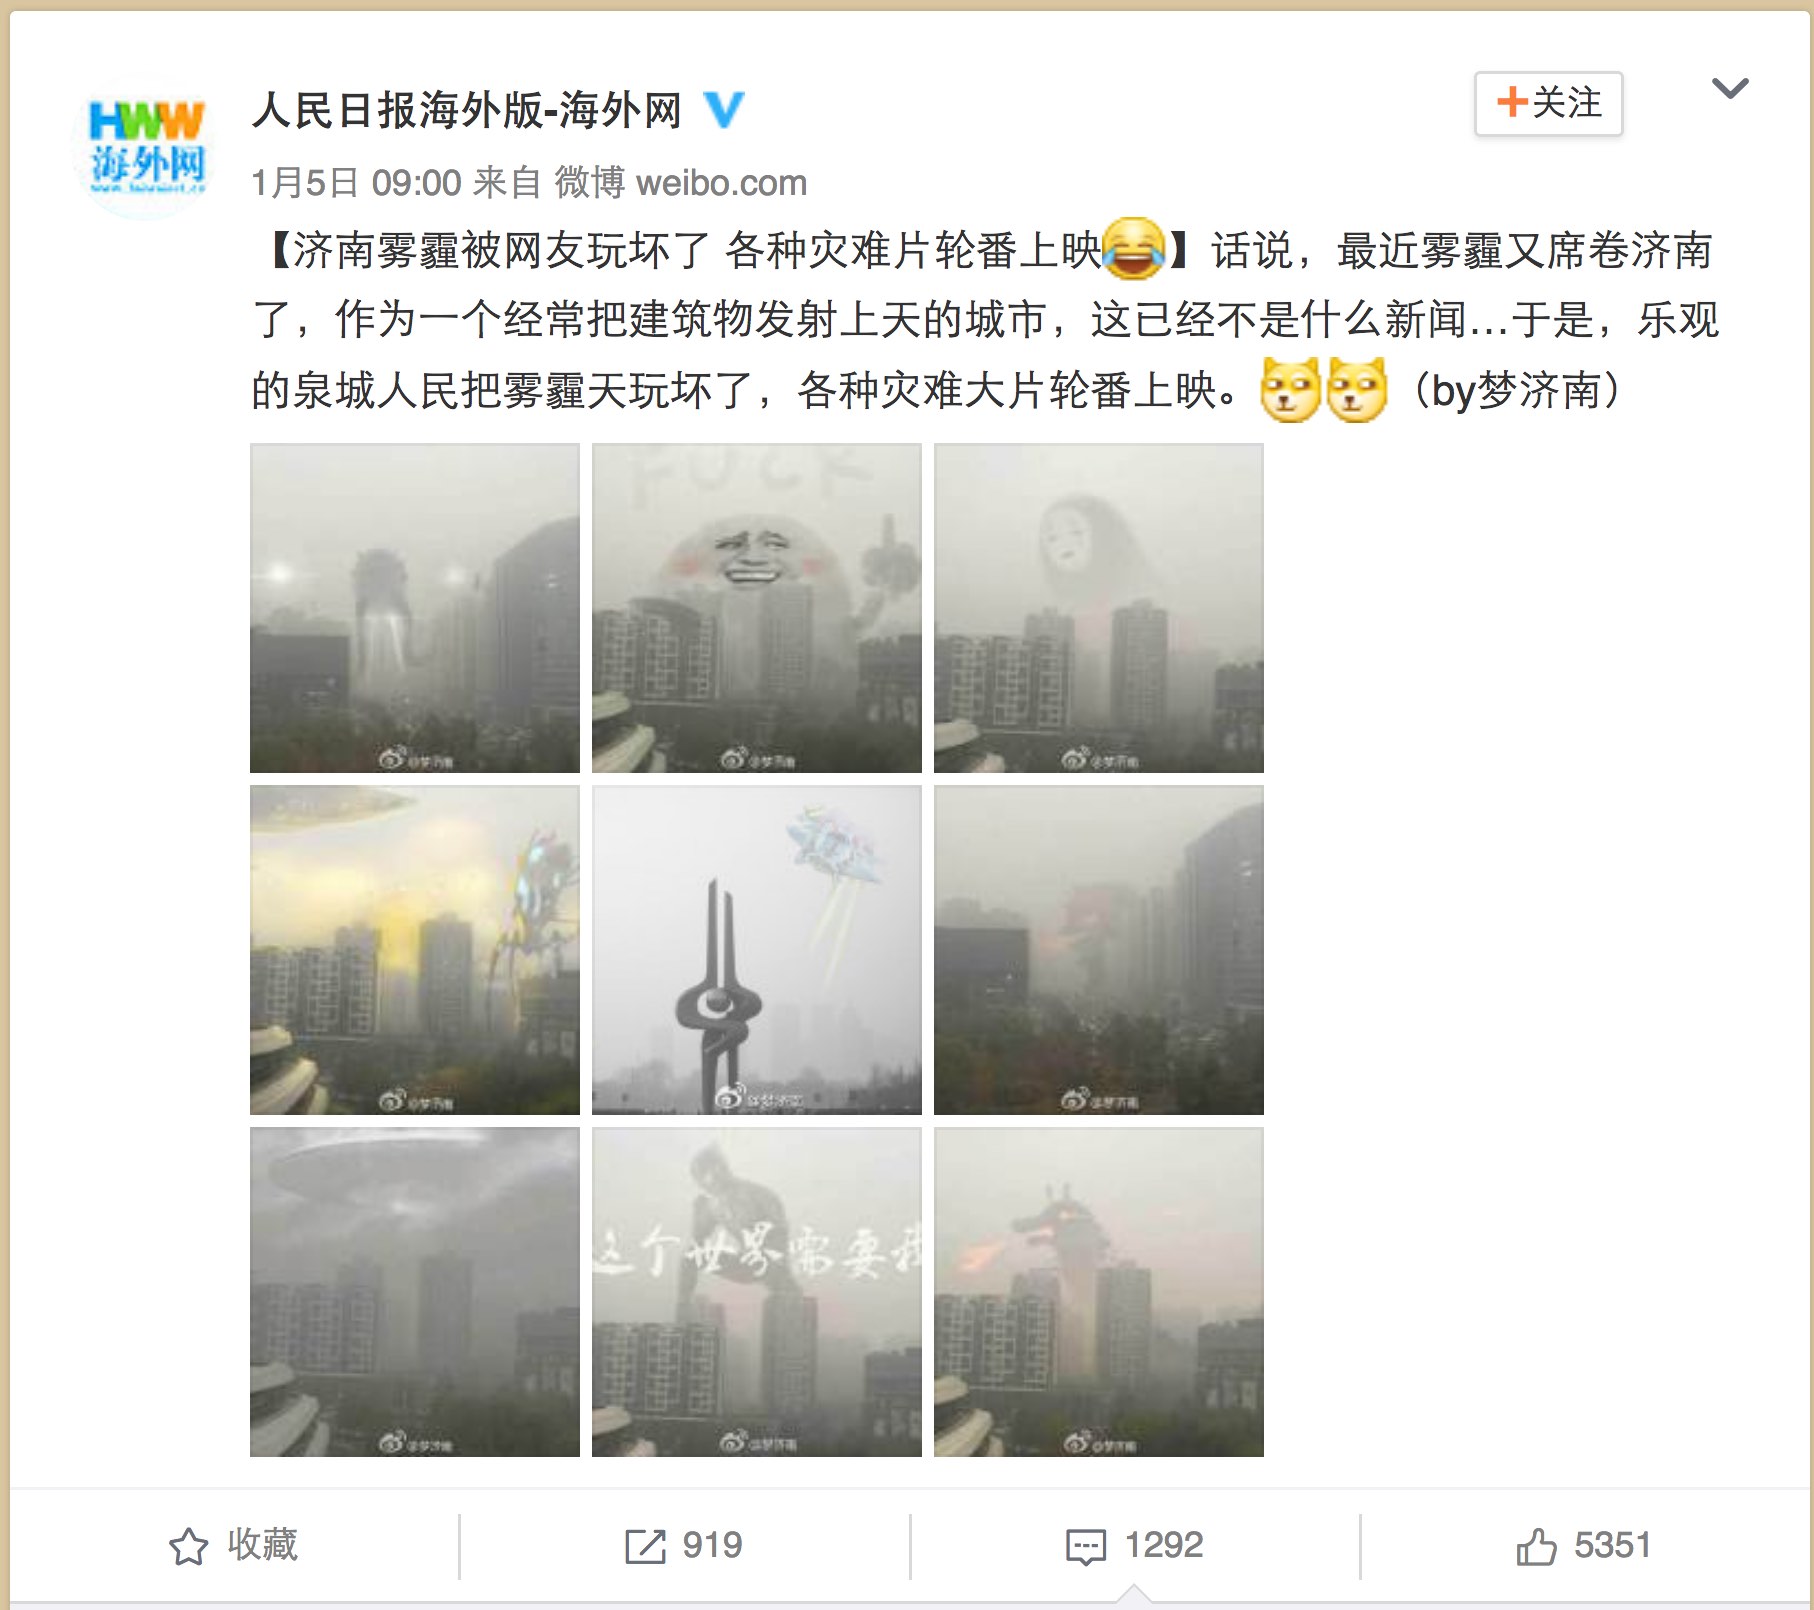 HWW
海外网
人民日报海外版-海外网
+关注
1月5日 09:00 来自 微博 weibo.com
【济南雾霾被网友玩坏了 各种灾难片轮番上映😂】话说，最近雾霾又席卷济南
了，作为一个经常把建筑物发射上天的城市，这已经不是什么新闻…于是，乐观
的泉城人民把雾霾天玩坏了，各种灾难大片轮番上映。（by梦济南）
FUCK
@梦济南
@梦济南
@梦济南
@梦济南
@梦济南
@梦济南
这个世界需要我
@梦济南
@梦济南
@梦济南
收藏
919
1292
5351